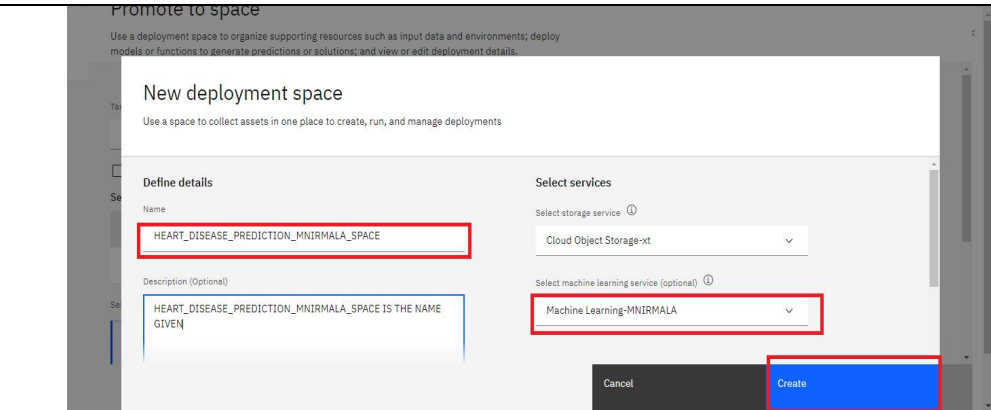 Promote to space
Use a deployment space to organize supporting resources such as input data and environments; deploy
models or functions to generate predictions or solutions; and view or edit deployment details.
New deployment space
Use a space to collect assets in one place to create, run, and manage deployments
Define details
Name
HEART_DISEASE_PREDICTION_MNIRMALA_SPACE
Description (Optional)
HEART_DISEASE_PREDICTION_MNIRMALA_SPACE IS THE NAME
GIVEN
Select services
Select storage service
Cloud Object Storage-xt
Select machine learning service (optional)
Machine Learning-MNIRMALA
Cancel
Create